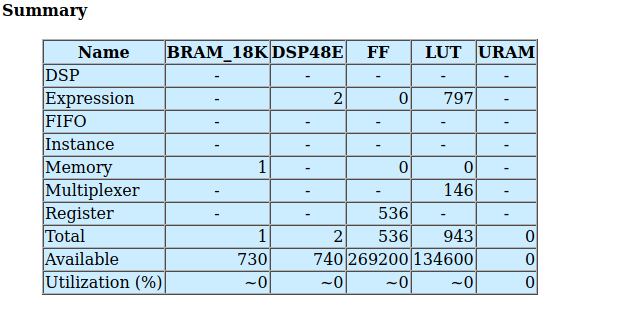 Summary
Name BRAM_18K DSP48E FF LUT URAM
DSP - - - - -
Expression - 2 0 797 -
FIFO - - - - -
Instance - - - - -
Memory 1 - 0 0 -
Multiplexer - - - 146 -
Register - - 536 - -
Total 1 2 536 943 0
Available 730 740 269200 134600 0
Utilization (%) ~0 ~0 ~0 ~0 0